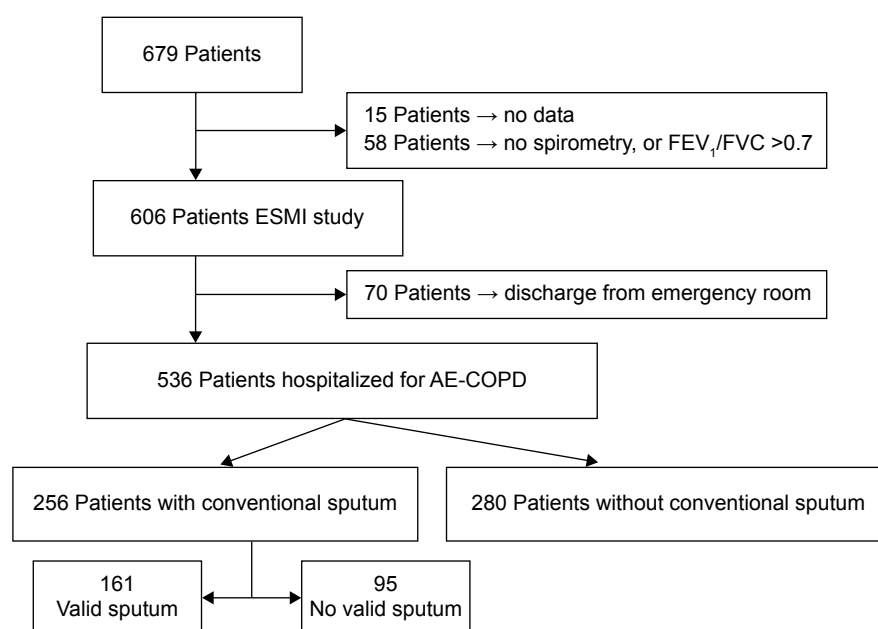 679 Patients
15 Patients → no data
58 Patients → no spirometry, or FEV₁/FVC >0.7
606 Patients ESMI study
70 Patients → discharge from emergency room
536 Patients hospitalized for AE-COPD
256 Patients with conventional sputum
280 Patients without conventional sputum
161
Valid sputum
95
No valid sputum